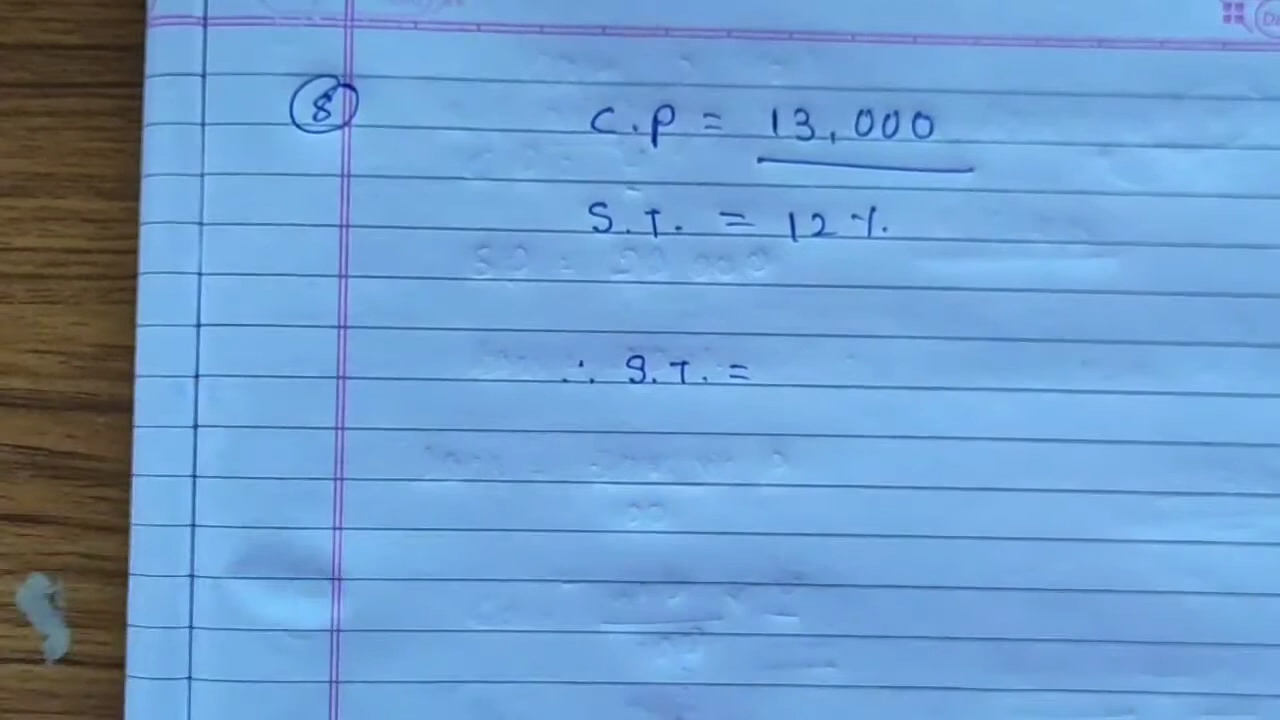 8
C.P = 13,000
S.T. = 12%.
∴ S.T. =